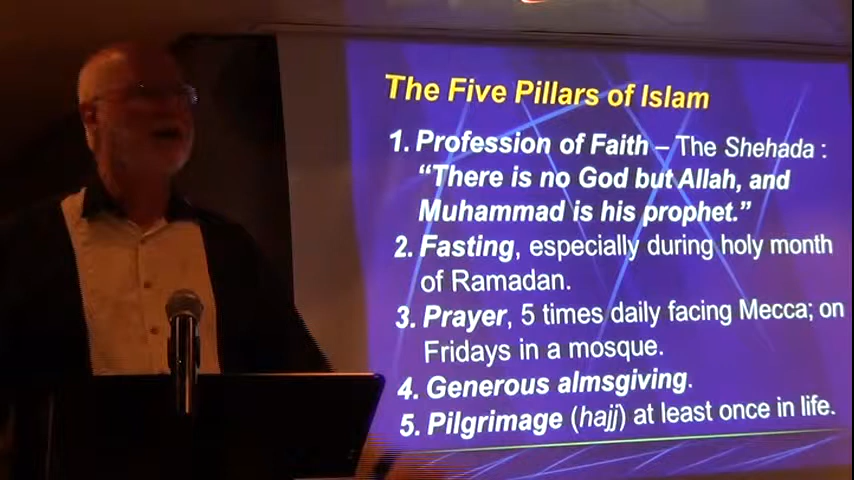 The Five Pillars of Islam
1. Profession of Faith – The Shehada :
“There is no God but Allah, and
Muhammad is his prophet.”
2. Fasting, especially during holy month
of Ramadan.
3. Prayer, 5 times daily facing Mecca; on
Fridays in a mosque.
4. Generous almsgiving.
5. Pilgrimage (hajj) at least once in life.